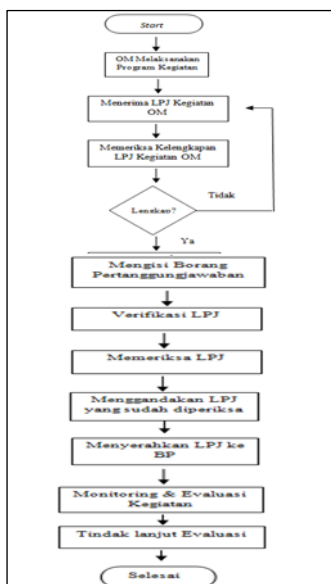 Start
OM Melaksanakan
Program Kegiatan
Menerima LPJ Kegiatan
OM
Memeriksa Kelengkapan
LPJ Kegiatan OM
Tidak
Lengkap?
Ya
Mengisi Borang
Pertanggungjawaban
Verifikasi LPJ
Memeriksa LPJ
Menggandakan LPJ
yang sudah diperiksa
Menyerahkan LPJ ke
BP
Monitoring & Evaluasi
Kegiatan
Tindak lanjut Evaluasi
Selesai